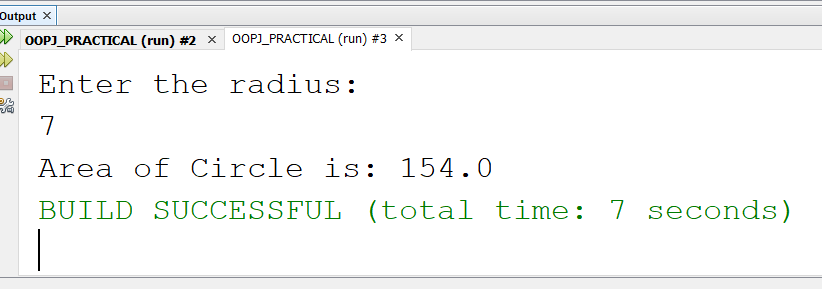 Output ×
OOPJ_PRACTICAL (run) #2 × OOPJ_PRACTICAL (run) #3 ×
Enter the radius:
7
Area of Circle is: 154.0
BUILD SUCCESSFUL (total time: 7 seconds)